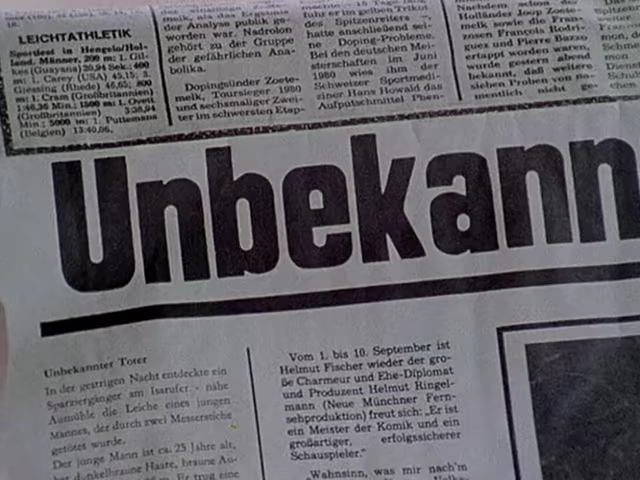 LEICHTATHLETIK
Sportfest in Hengelo/Hol-
land, Männer, 200 m: 1. Gil-
kes (Guayana) 20,94 Sek.; 400
m: 1. Carey (USA) 45,15; 3.
Giessing (Rhede) 45,65; 800
m: 1. Cram (Großbritannien)
1:46,36 Min.; 1500 m: 1. Ovett
(Großbritannien)
Min.; 5000 m: 1. Puttemans
(Belgien) 13:40,06.
der Analyse publik ge-
worden war. Nadrolon
gehört zu der Gruppe
der gefährlichen Ana-
bolika.
Dopingsünder Zoete-
melk, Toursieger 1980
und sechsmaliger Zwei-
ter im schwersten Etap-
fuhr er im gelben Trikot
des Spitzenreiters –,
hatte anschließend sei-
ne Doping-Probleme.
Bei den deutschen Mei-
sterschaften im Juni
1980 wies ihm der
Schweizer Sportmedi-
ziner Hans Howald das
Aufputschmittel Phen-
Nachdem schon der
Holländer Joop Zoete-
melk sowie die Fran-
zosen François Rodri-
guez und Pierre Bazzo
ertappt worden waren,
wurde gestern abend
bekannt, daß weitere
sieben Proben von na-
mentlich nicht ge-
Unbekann
Unbekannter Toter
In der gestrigen Nacht entdeckte ein
Spaziergänger am Isarufer - nähe
Aumühle die Leiche eines jungen
Mannes, der durch zwei Messerstiche
getötet wurde.
Der junge Mann ist ca. 25 Jahre alt,
hat dunkelbraune Haare, braune Au-
Er trug eine
Vom 1. bis 10. September ist
Helmut Fischer wieder der gro-
ße Charmeur und Ehe-Diplomat
und Produzent Helmut Ringel-
mann (Neue Münchner Fern-
sehproduktion) freut sich: „Er ist
ein Meister der Komik und ein
großartiger, erfolgssicherer
Schauspieler."
„Wahnsinn, was mir nach'm